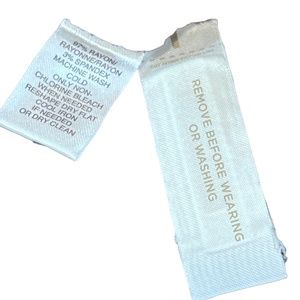 97% RAYON/
RAYONNE/RAYON
3% SPANDEX
MACHINE WASH
COLD
ONLY NON-
CHLORINE BLEACH
WHEN NEEDED
RESHAPE/DRY FLAT
COOL IRON
IF NEEDED
OR DRY CLEAN
REMOVE BEFORE WEARING
OR WASHING